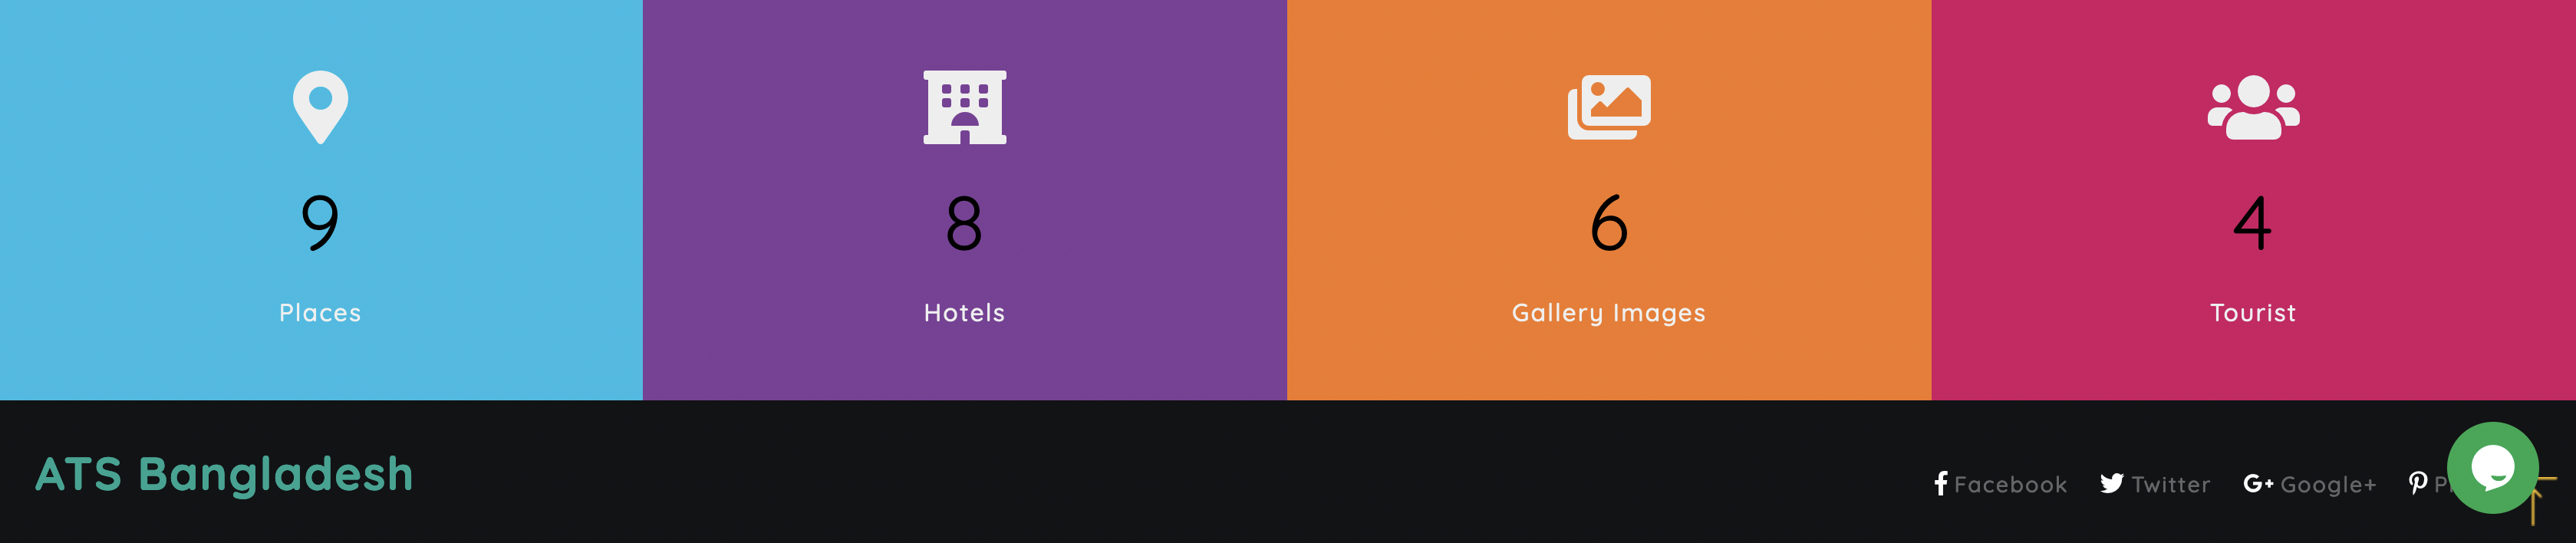 9
8
6
4
Places
Hotels
Gallery Images
Tourist
ATS Bangladesh
Facebook
Twitter
Google+